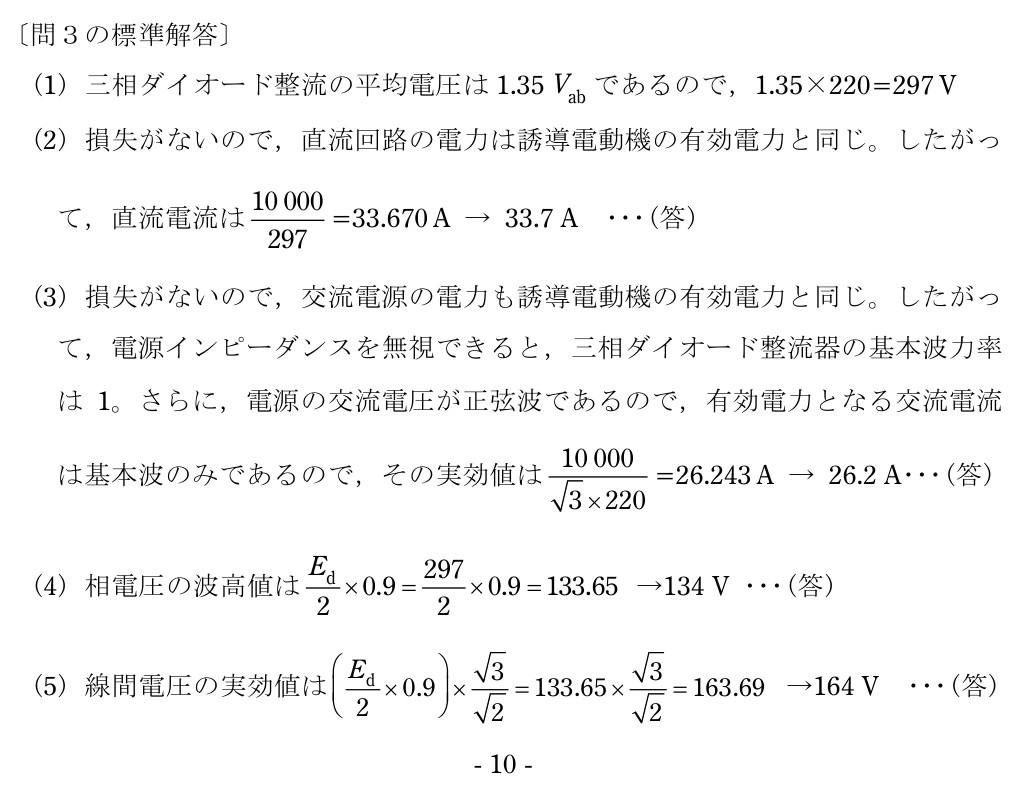 〔問３の標準解答〕
(1) 三相ダイオード整流の平均電圧は 1.35 V_ab であるので，1.35×220=297 V
(2) 損失がないので，直流回路の電力は誘導電動機の有効電力と同じ。したがっ
て，直流電流は 10 000/297 =33.670 A → 33.7 A ・・・(答)
(3) 損失がないので，交流電源の電力も誘導電動機の有効電力と同じ。したがっ
て，電源インピーダンスを無視できると，三相ダイオード整流器の基本波力率
は 1。さらに，電源の交流電圧が正弦波であるので，有効電力となる交流電流
は基本波のみであるので，その実効値は 10 000/(√3×220) =26.243 A → 26.2 A・・・(答)
(4) 相電圧の波高値は E_d/2 ×0.9 = 297/2 ×0.9 = 133.65 →134 V ・・・(答)
(5) 線間電圧の実効値は (E_d/2 ×0.9) × √3/√2 = 133.65 × √3/√2 = 163.69 →164 V ・・・(答)
- 10 -